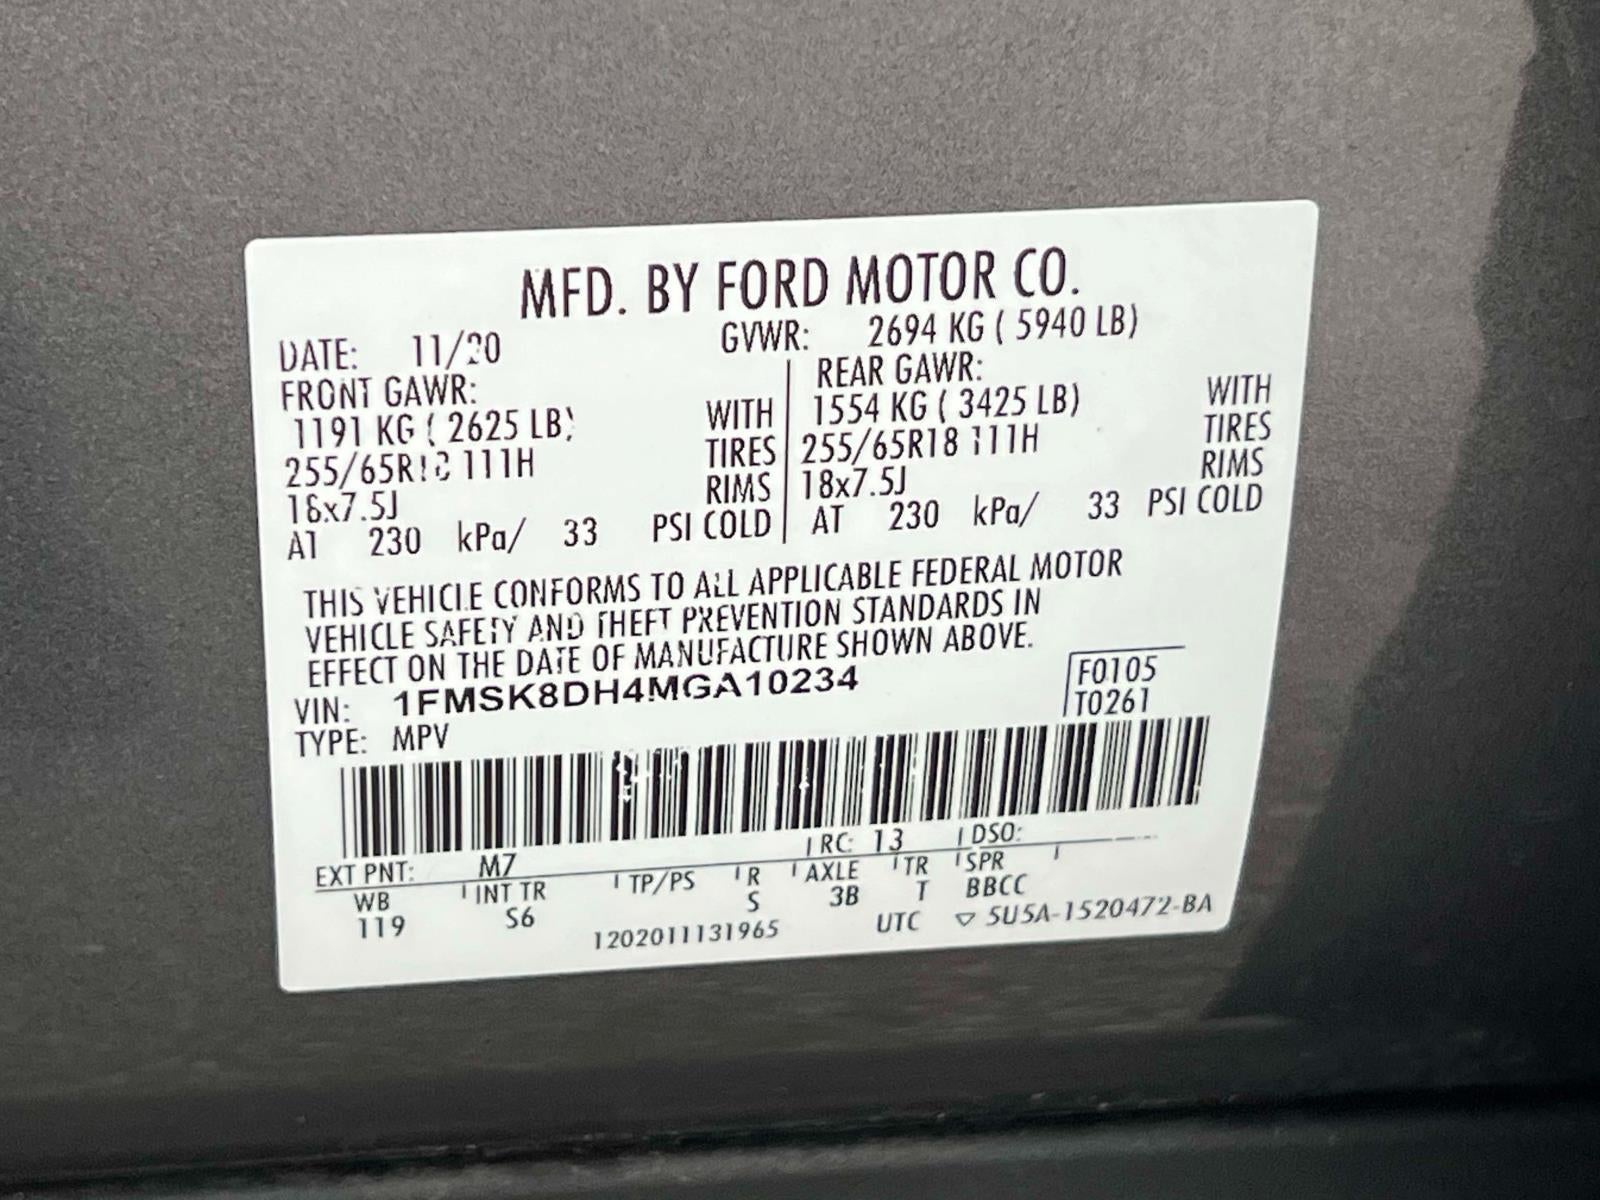 MFD. BY FORD MOTOR CO.
DATE: 11/20 GVWR: 2694 KG ( 5940 LB)
FRONT GAWR: REAR GAWR:
1191 KG ( 2625 LB) WITH 1554 KG ( 3425 LB) WITH
255/65R18 111H TIRES 255/65R18 111H TIRES
18x7.5J RIMS 18x7.5J RIMS
AT 230 kPa/ 33 PSI COLD AT 230 kPa/ 33 PSI COLD
THIS VEHICLE CONFORMS TO ALL APPLICABLE FEDERAL MOTOR
VEHICLE SAFETY AND THEFT PREVENTION STANDARDS IN
EFFECT ON THE DATE OF MANUFACTURE SHOWN ABOVE.
VIN: 1FMSK8DH4MGA10234 F0105
TYPE: MPV T0261
EXT PNT: M7 RC: 13 DSO:
WB INT TR TP/PS R AXLE TR SPR
119 S6 S 3B T BBCC
1202011131965 UTC ▽ 5U5A-1520472-BA